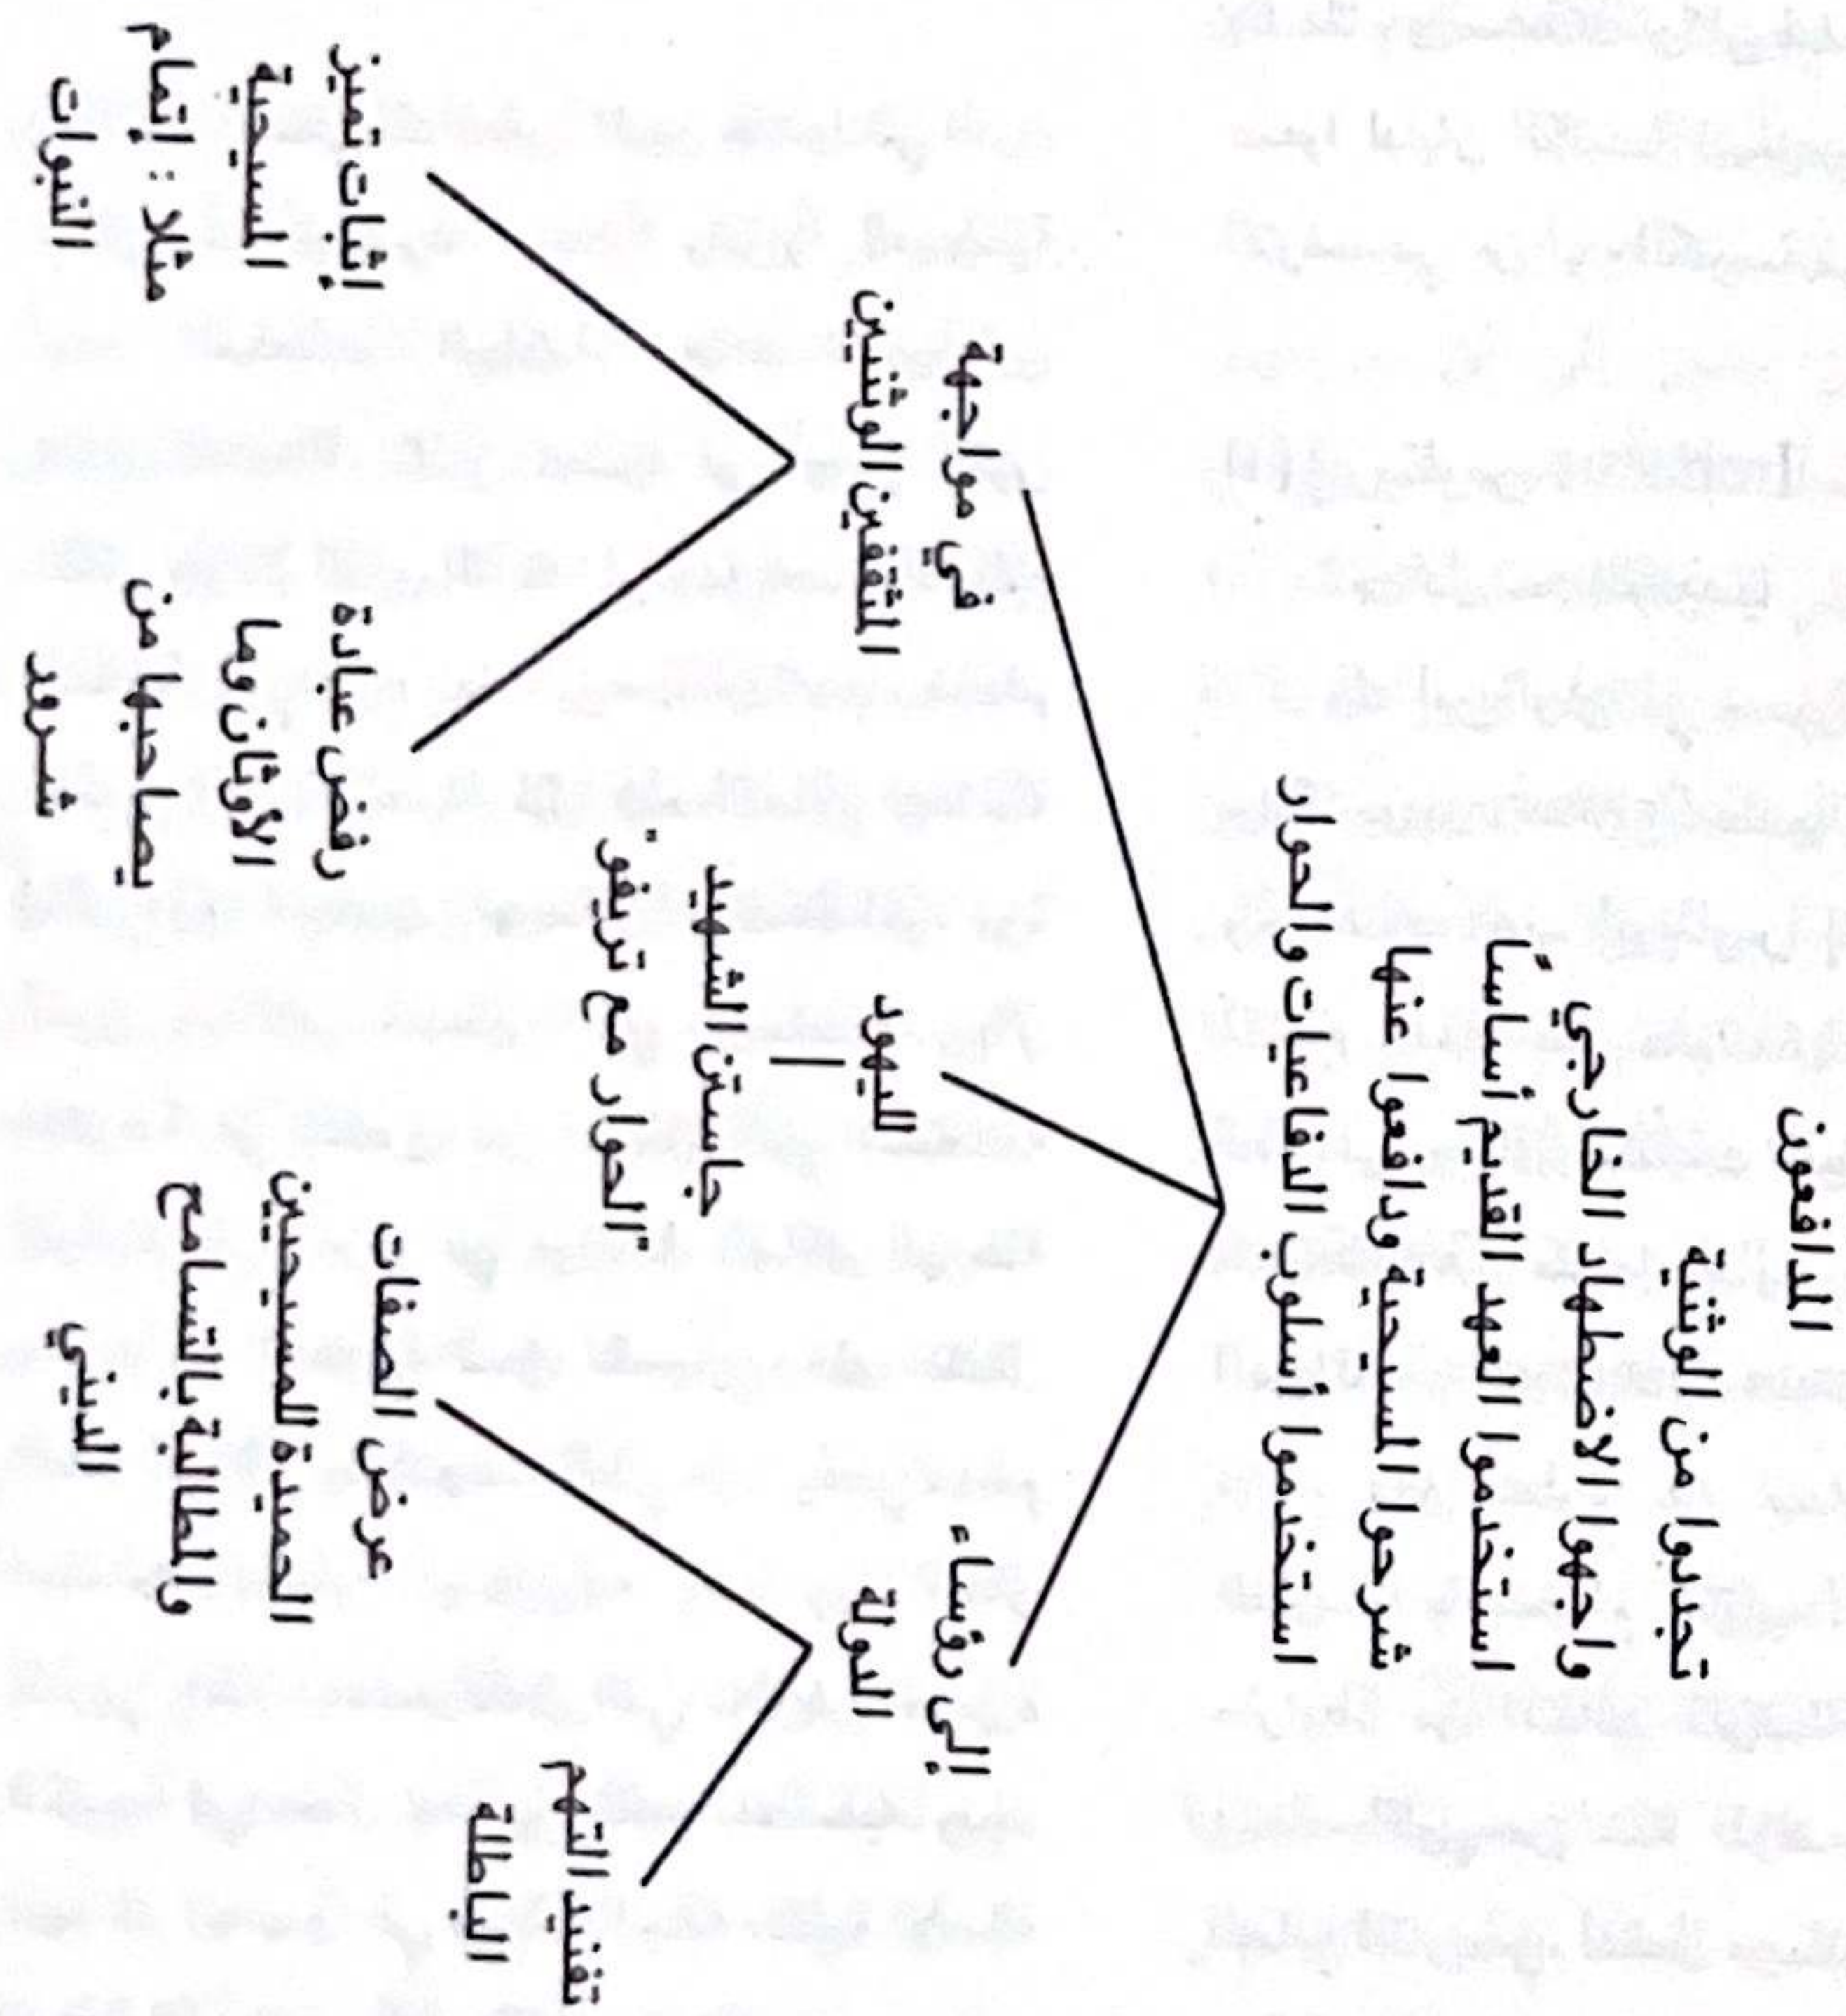 المدافعون
تجددوا من الوثنية
واجهوا الاضطهاد الخارجي
استخدموا العهد القديم أساساً
شرحوا المسيحية ودافعوا عنها
استخدموا أسلوب الدفاعيات والحوار
إلى رؤساء
الدولة
لليهود
في مواجهة
المثقفين الوثنيين
تفنيد التهم
الباطلة
عرض الصفات
الحميدة للمسيحيين
والمطالبة بالتسامح
الديني
جاستن الشهيد
"الحوار مع تريفو"
رفض عبادة
الأوثان وما
يصاحبها من
شرور
إثبات تميز
المسيحية
مثلا : إتمام
النبوات